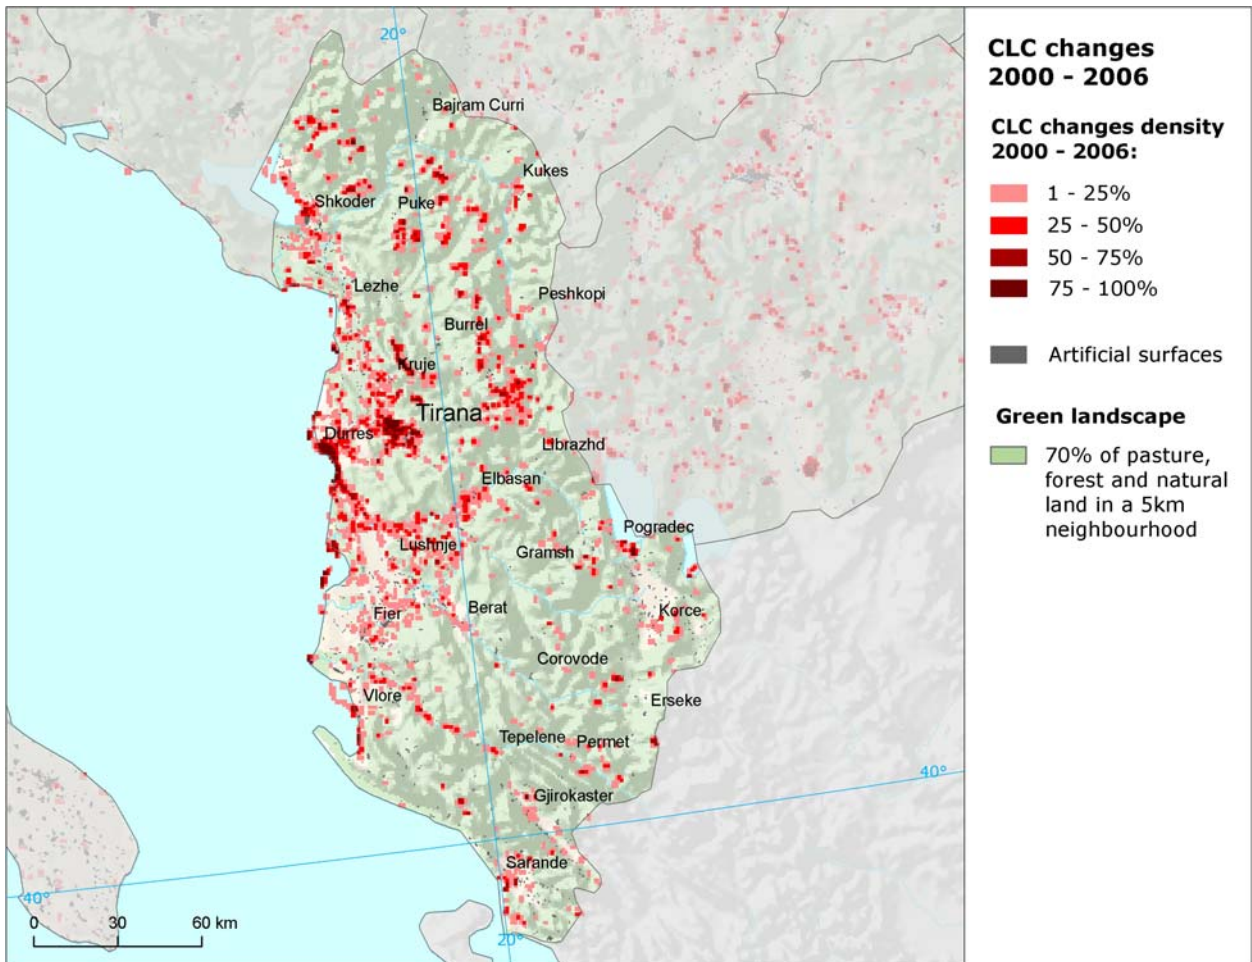 20°
Bajram Curri
Kukes
Shkoder
Puke
Lezhe
Peshkopi
Burrel
Kruje
Tirana
Durres
Librazhd
Elbasan
Pogradec
Lushnje
Gramsh
Berat
Korce
Fier
Corovode
Vlore
Erseke
Tepelene
Permet
40°
Gjirokaster
Sarande
40°
0 30 60 km
20°
CLC changes
2000 - 2006
CLC changes density
2000 - 2006:
1 - 25%
25 - 50%
50 - 75%
75 - 100%
Artificial surfaces
Green landscape
70% of pasture,
forest and natural
land in a 5km
neighbourhood